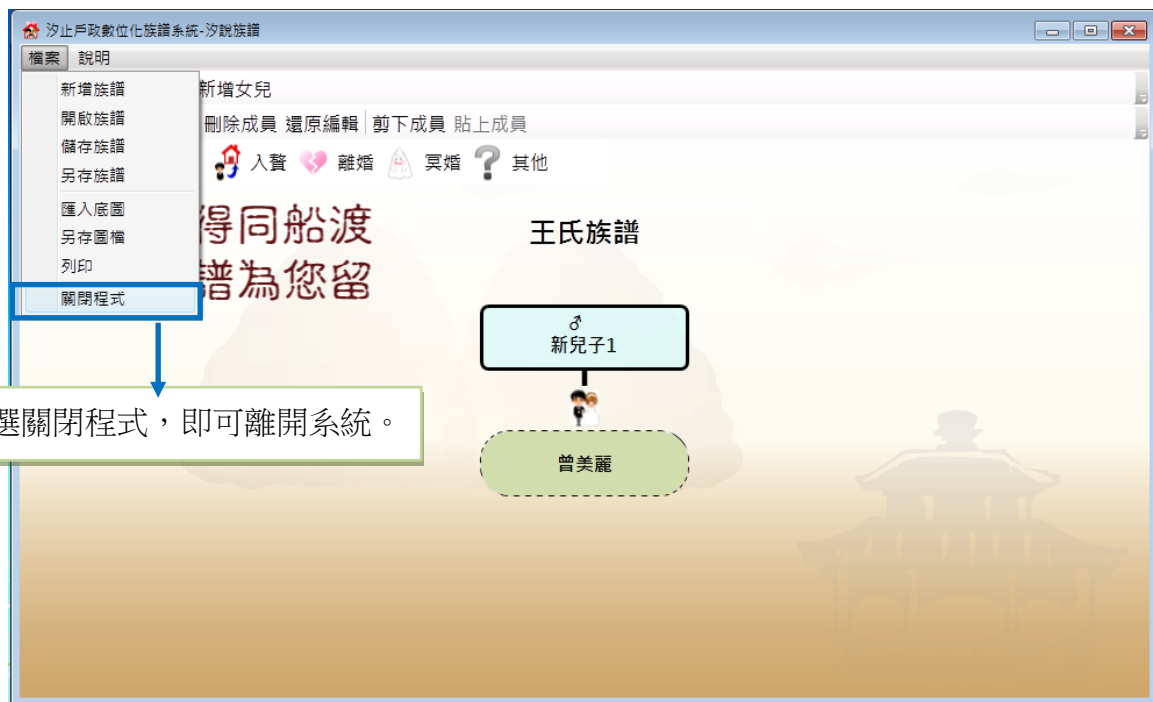 汐止戶政數位化族譜系統-汐說族譜
檔案 說明
新增族譜
開啟族譜
儲存族譜
另存族譜
匯入底圖
另存圖檔
列印
關閉程式
新增女兒
刪除成員 還原編輯 剪下成員 貼上成員
入贅 離婚 冥婚 ? 其他
得同船渡
譜為您留
王氏族譜
♂
新兒子1
曾美麗
選關閉程式,即可離開系統。